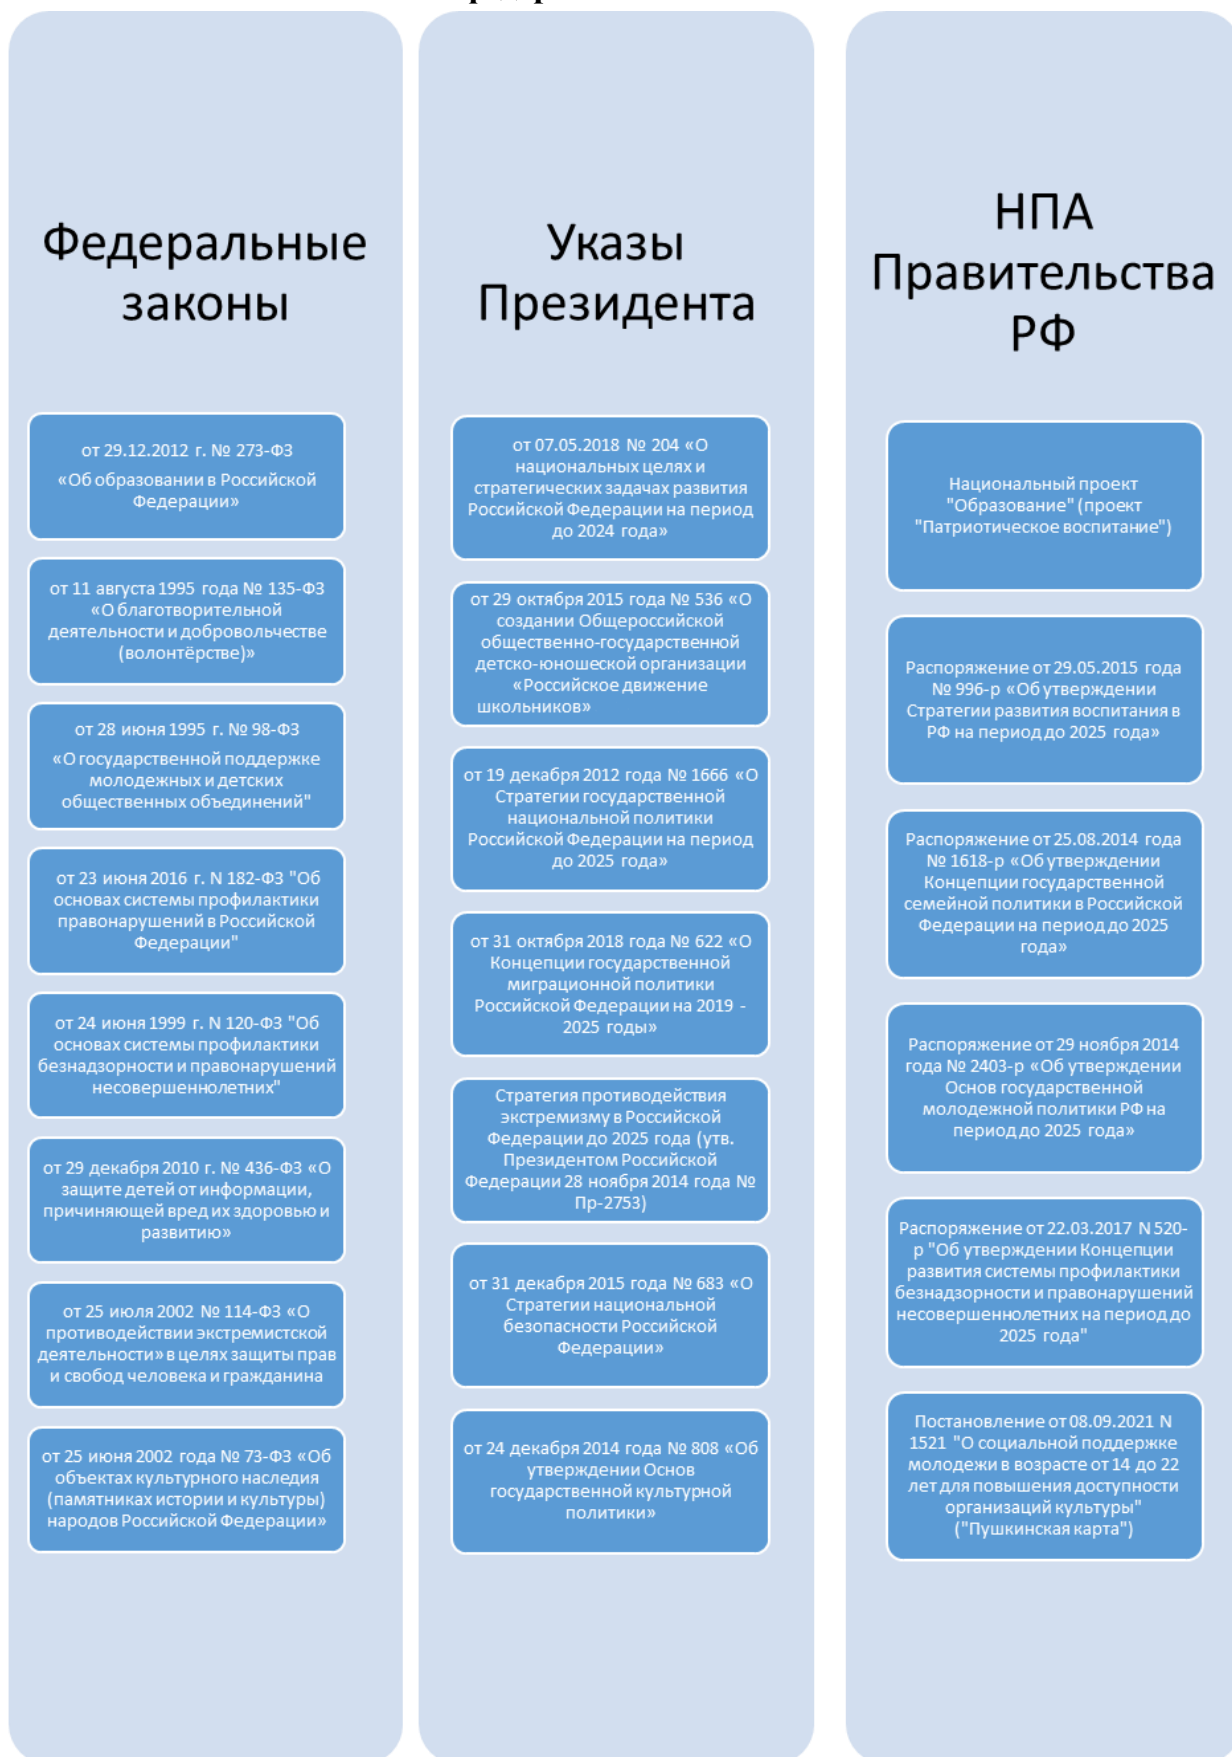 Федеральные
законы
от 29.12.2012 г. № 273-ФЗ
«Об образовании в Российской
Федерации»
от 11 августа 1995 года № 135-ФЗ
«О благотворительной
деятельности и добровольчестве
(волонтёрстве)»
от 28 июня 1995 г. № 98-ФЗ
«О государственной поддержке
молодежных и детских
общественных объединений"
от 23 июня 2016 г. N 182-ФЗ "Об
основах системы профилактики
правонарушений в Российской
Федерации"
от 24 июня 1999 г. N 120-ФЗ "Об
основах системы профилактики
безнадзорности и правонарушений
несовершеннолетних"
от 29 декабря 2010 г. № 436-ФЗ «О
защите детей от информации,
причиняющей вред их здоровью и
развитию»
от 25 июля 2002 № 114-ФЗ «О
противодействии экстремистской
деятельности» в целях защиты прав
и свобод человека и гражданина
от 25 июня 2002 года № 73-ФЗ «Об
объектах культурного наследия
(памятниках истории и культуры)
народов Российской Федерации»
Указы
Президента
от 07.05.2018 № 204 «О
национальных целях и
стратегических задачах развития
Российской Федерации на период
до 2024 года»
от 29 октября 2015 года № 536 «О
создании Общероссийской
общественно-государственной
детско-юношеской организации
«Российское движение
школьников»
от 19 декабря 2012 года № 1666 «О
Стратегии государственной
национальной политики
Российской Федерации на период
до 2025 года»
от 31 октября 2018 года № 622 «О
Концепции государственной
миграционной политики
Российской Федерации на 2019 -
2025 годы»
Стратегия противодействия
экстремизму в Российской
Федерации до 2025 года (утв.
Президентом Российской
Федерации 28 ноября 2014 года №
Пр-2753)
от 31 декабря 2015 года № 683 «О
Стратегии национальной
безопасности Российской
Федерации»
от 24 декабря 2014 года № 808 «Об
утверждении Основ
государственной культурной
политики»
НПА
Правительства
РФ
Национальный проект
"Образование" (проект
"Патриотическое воспитание")
Распоряжение от 29.05.2015 года
№ 996-р «Об утверждении
Стратегии развития воспитания в
РФ на период до 2025 года»
Распоряжение от 25.08.2014 года
№ 1618-р «Об утверждении
Концепции государственной
семейной политики в Российской
Федерации на период до 2025
года»
Распоряжение от 29 ноября 2014
года № 2403-р «Об утверждении
Основ государственной
молодежной политики РФ на
период до 2025 года»
Распоряжение от 22.03.2017 N 520-
р "Об утверждении Концепции
развития системы профилактики
безнадзорности и правонарушений
несовершеннолетних на период до
2025 года"
Постановление от 08.09.2021 N
1521 "О социальной поддержке
молодежи в возрасте от 14 до 22
лет для повышения доступности
организаций культуры"
("Пушкинская карта")